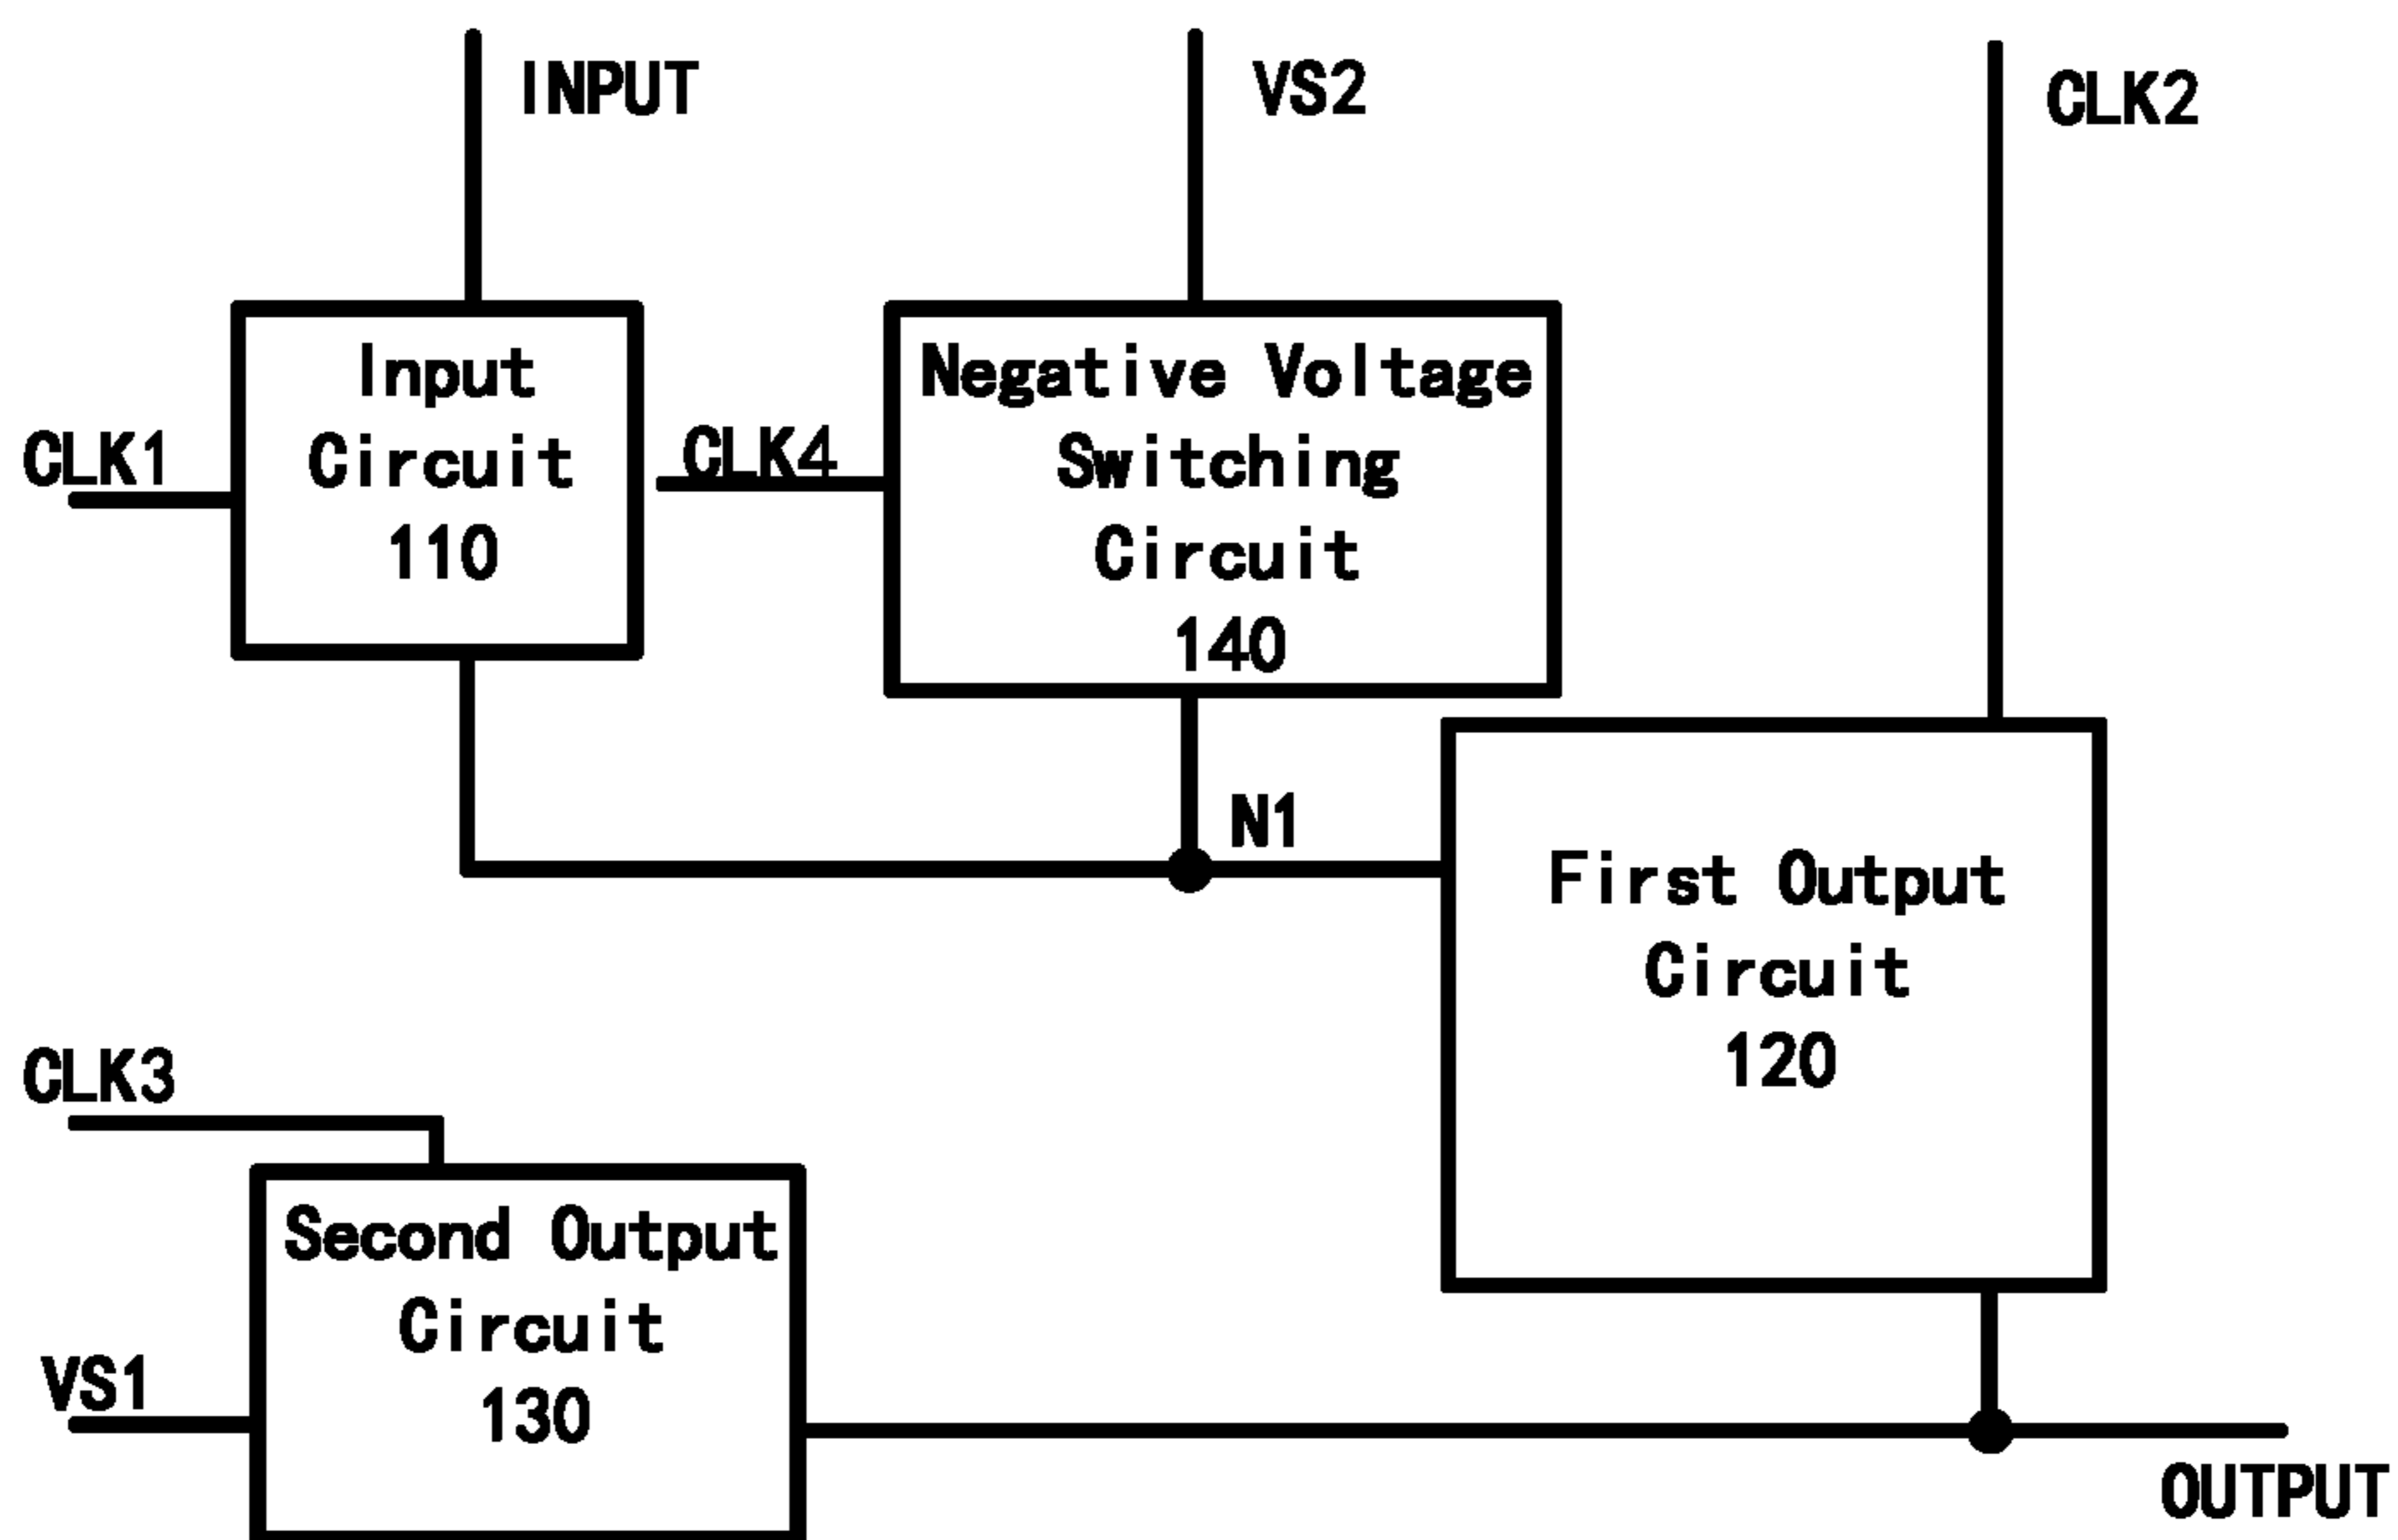 INPUT
VS2
CLK2
Input
Circuit
110
CLK1
CLK4
Negative Voltage
Switching
Circuit
140
N1
First Output
Circuit
120
CLK3
Second Output
Circuit
130
VS1
OUTPUT